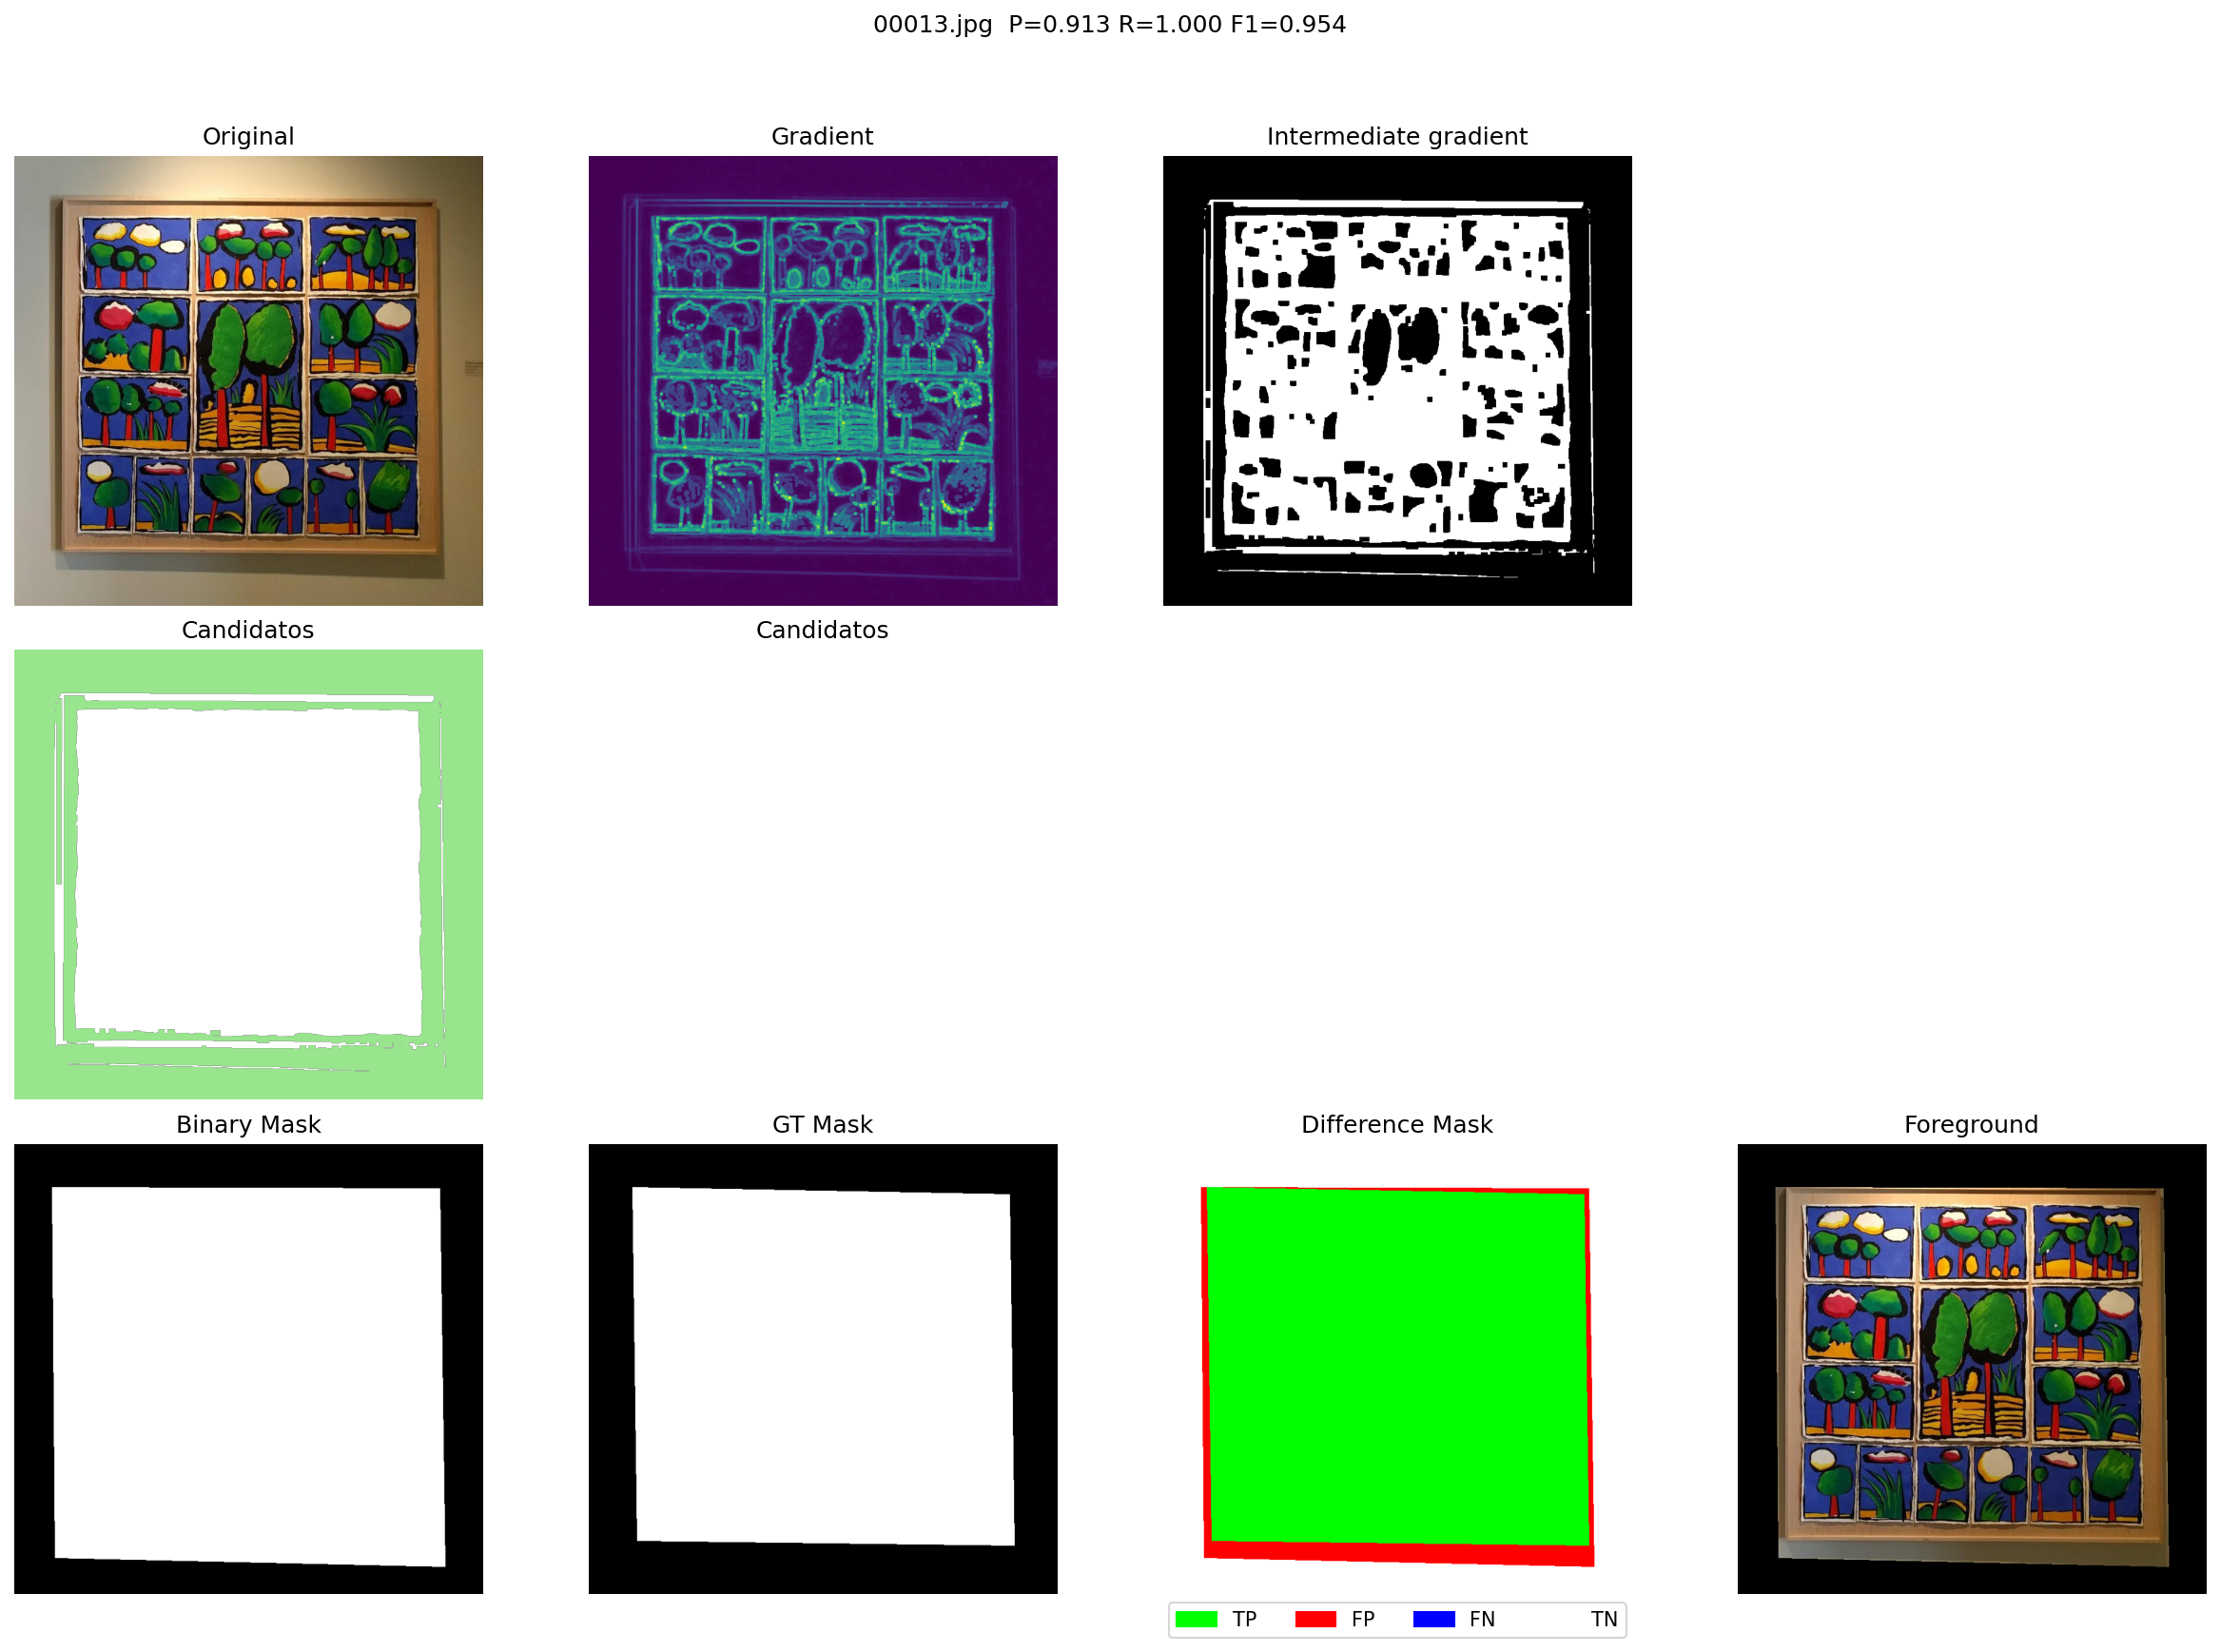 00013.jpg  P=0.913 R=1.000 F1=0.954
Original
Gradient
Intermediate gradient
Candidatos
Candidatos
Binary Mask
GT Mask
Difference Mask
Foreground
TP
FP
FN
TN